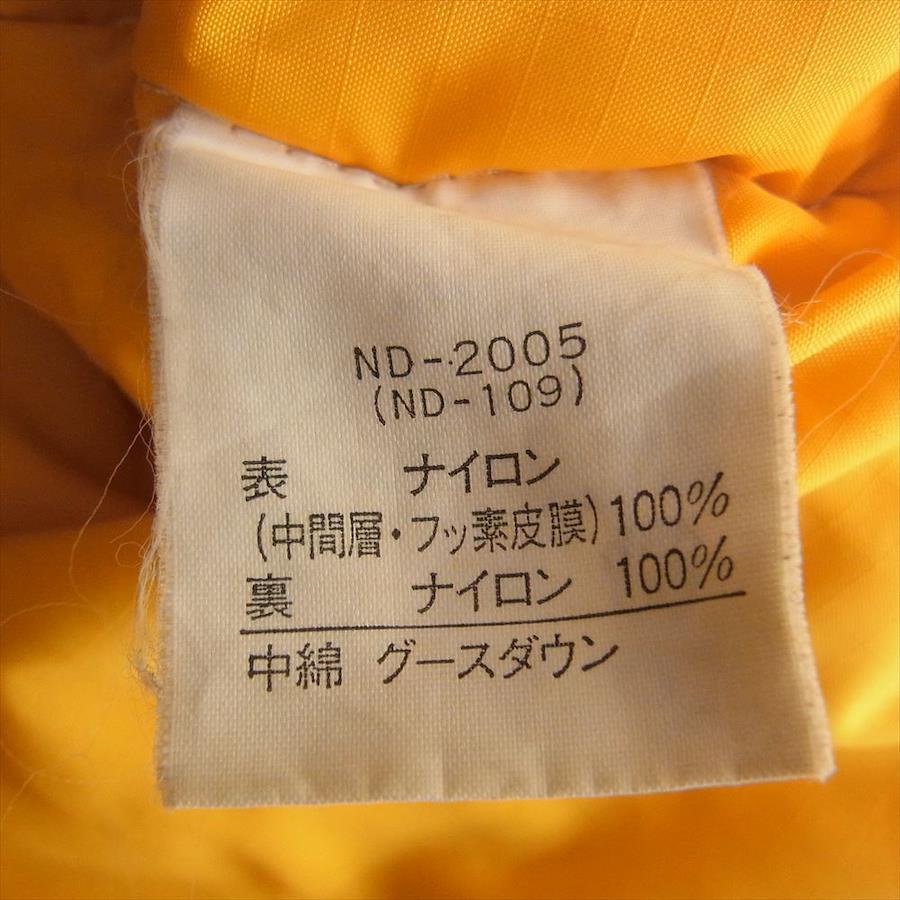 ND-2005
(ND-109)
表 ナイロン
(中間層・フッ素皮膜) 100%
裏 ナイロン 100%
中綿 グースダウン